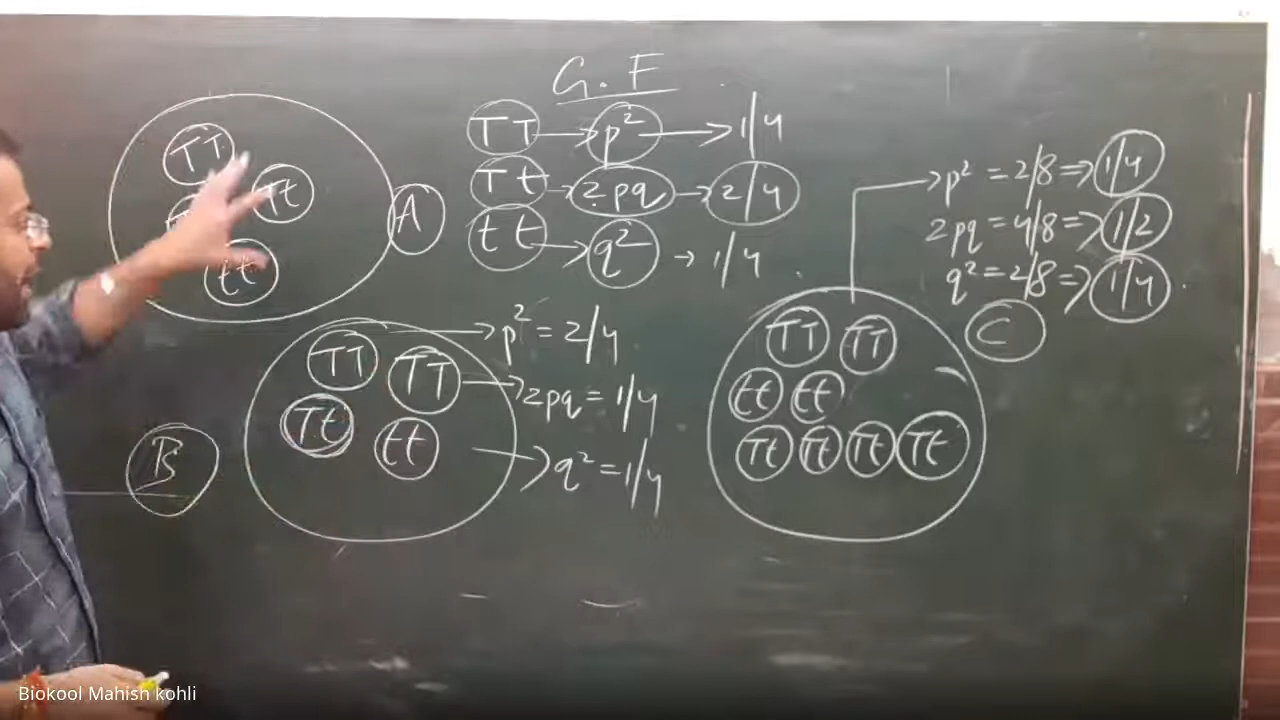 G.F
TT → p² → 1/4
Tt → 2pq → 2/4
tt → q² → 1/4
TT
Tt
tt
A
p² = 2/8 ⇒ 1/4
2pq = 4/8 ⇒ 1/2
q² = 2/8 ⇒ 1/4
C
TT TT
Tt tt
B
p² = 2/4
2pq = 1/4
q² = 1/4
TT TT
tt tt
Tt Tt Tt Tt
Biokool Mahish kohli